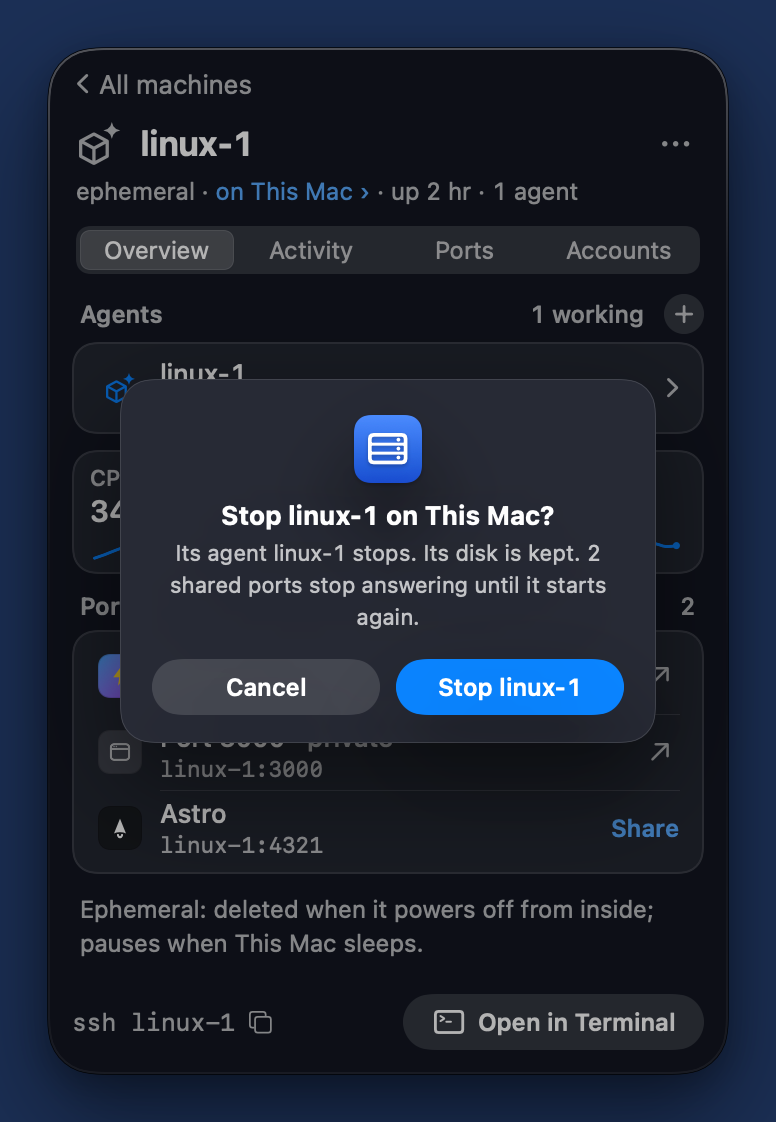 All machines
linux-1
ephemeral · on This Mac › · up 2 hr · 1 agent
Overview Activity Ports Accounts
Agents 1 working
linux-1
CP
34
Stop linux-1 on This Mac?
Its agent linux-1 stops. Its disk is kept. 2
shared ports stop answering until it starts
again.
Cancel Stop linux-1
Por 2
private
linux-1:3000
Astro
linux-1:4321
Share
Ephemeral: deleted when it powers off from inside;
pauses when This Mac sleeps.
ssh linux-1
Open in Terminal